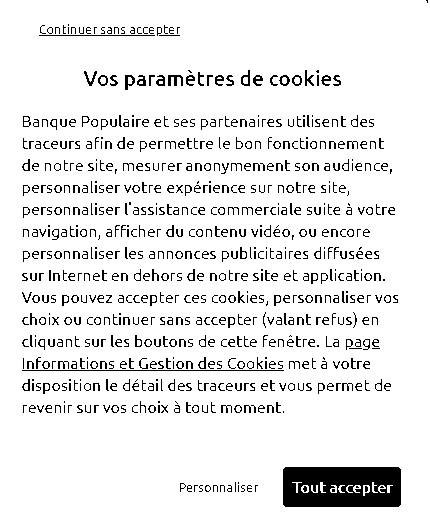 Continuer sans accepter
Vos paramètres de cookies
Banque Populaire et ses partenaires utilisent des
traceurs afin de permettre le bon fonctionnement
de notre site, mesurer anonymement son audience,
personnaliser votre expérience sur notre site,
personnaliser l'assistance commerciale suite à votre
navigation, afficher du contenu vidéo, ou encore
personnaliser les annonces publicitaires diffusées
sur Internet en dehors de notre site et application.
Vous pouvez accepter ces cookies, personnaliser vos
choix ou continuer sans accepter (valant refus) en
cliquant sur les boutons de cette fenêtre. La page
Informations et Gestion des Cookies met à votre
disposition le détail des traceurs et vous permet de
revenir sur vos choix à tout moment.
Personnaliser
Tout accepter